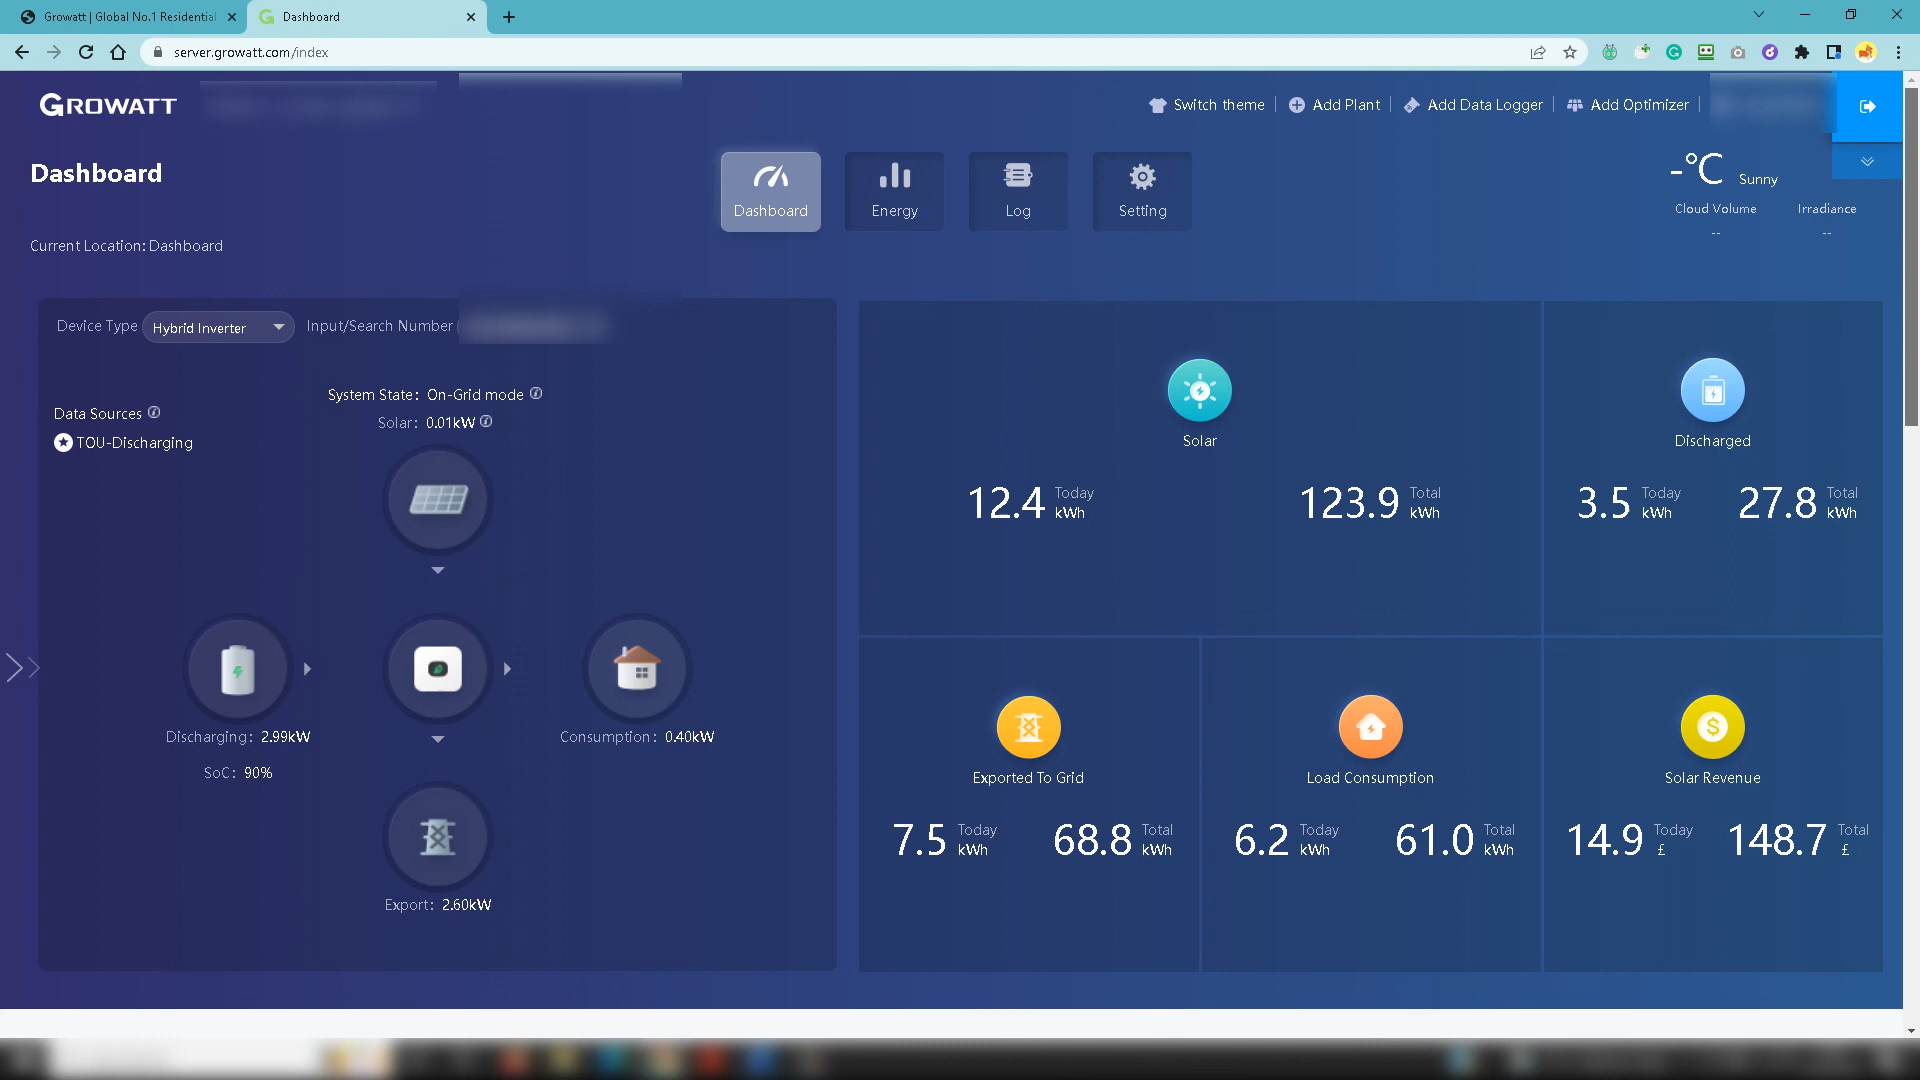 Growatt | Global No.1 Residential
Dashboard
server.growatt.com/index
GROWATT
Switch theme
Add Plant
Add Data Logger
Add Optimizer
Dashboard
Dashboard
Energy
Log
Setting
-°C Sunny
Cloud Volume
Irradiance
--
--
Current Location: Dashboard
Device Type
Hybrid Inverter
Input/Search Number
System State: On-Grid mode
Solar: 0.01kW
Data Sources
TOU-Discharging
Discharging: 2.99kW
SoC: 90%
Consumption: 0.40kW
Export: 2.60kW
Solar
12.4 Today kWh
123.9 Total kWh
Discharged
3.5 Today kWh
27.8 Total kWh
Exported To Grid
7.5 Today kWh
68.8 Total kWh
Load Consumption
6.2 Today kWh
61.0 Total kWh
Solar Revenue
14.9 Today £
148.7 Total £